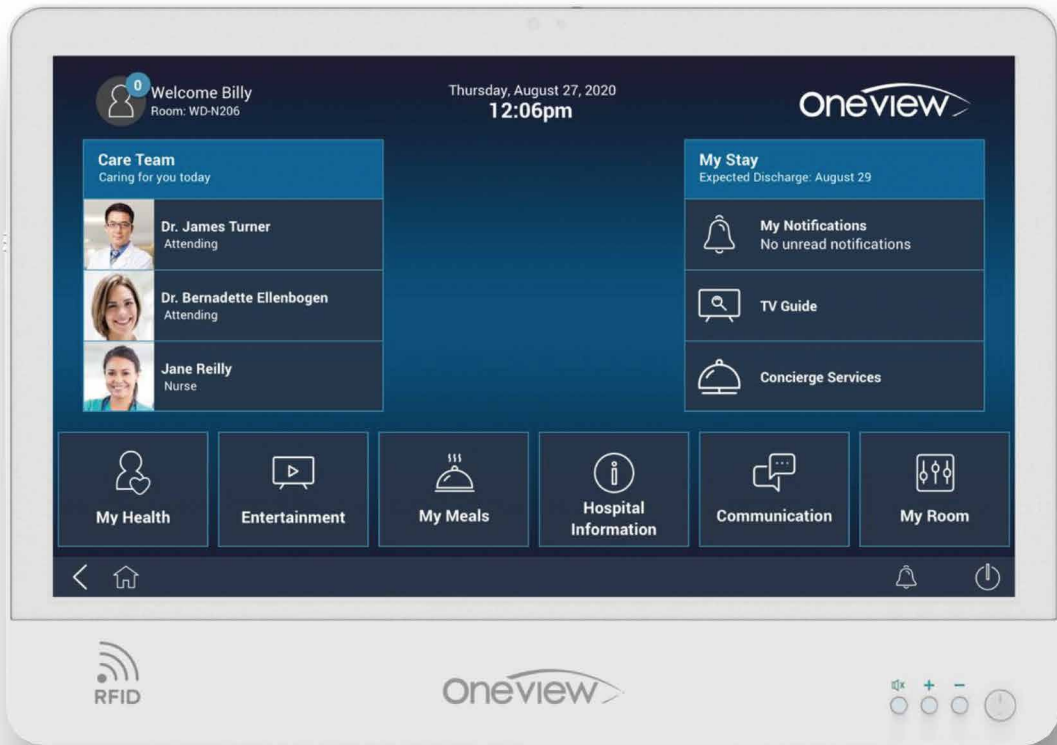 0
Welcome Billy
Room: WD-N206
Thursday, August 27, 2020
12:06pm
Oneview
Care Team
Caring for you today
Dr. James Turner
Attending
Dr. Bernadette Ellenbogen
Attending
Jane Reilly
Nurse
My Stay
Expected Discharge: August 29
My Notifications
No unread notifications
TV Guide
Concierge Services
My Health
Entertainment
My Meals
Hospital
Information
Communication
My Room
RFID
Oneview
+ −